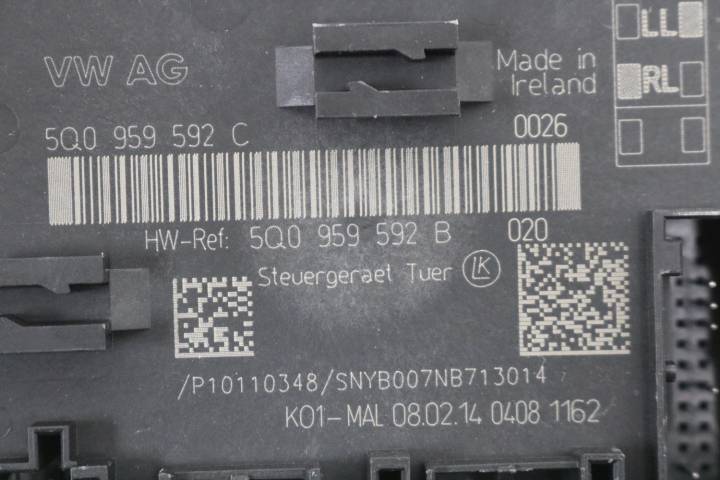 VW AG
Made in
Ireland
LL
RL
5Q0 959 592 C
0026
HW-Ref: 5Q0 959 592 B
020
Steuergeraet Tuer LK
/P10110348/SNYB007NB713014
K01-MAL 08.02.14 0408 1162